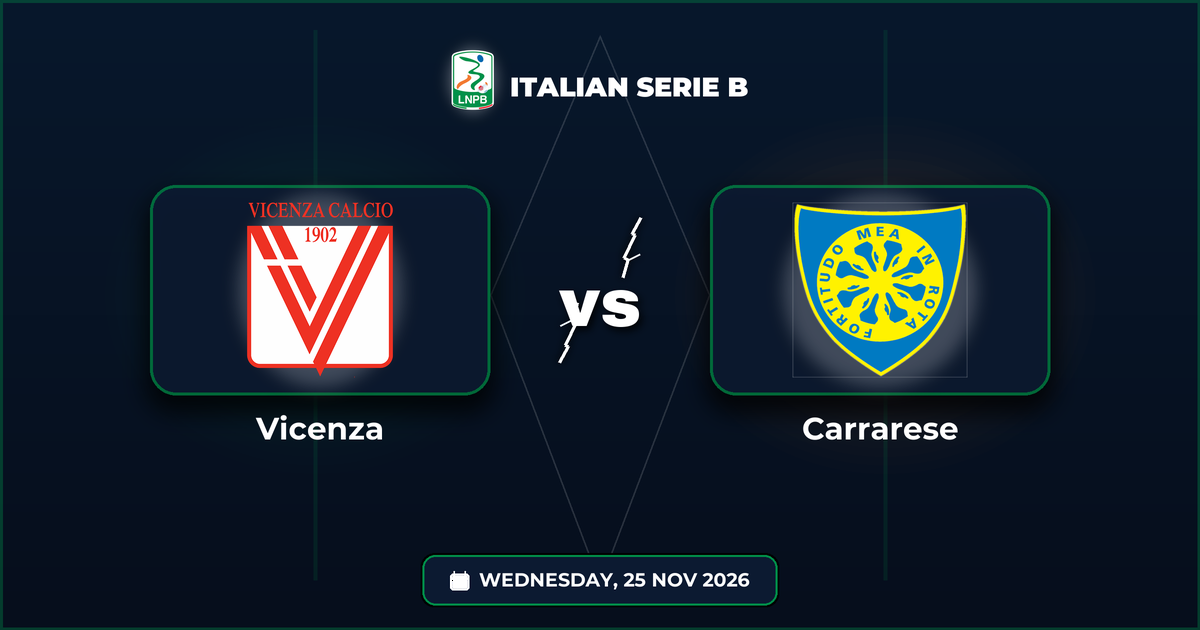 LNPB
ITALIAN SERIE B
VICENZA CALCIO
1902
FORTITUDO MEA IN ROTA
VS
Vicenza
Carrarese
WEDNESDAY, 25 NOV 2026